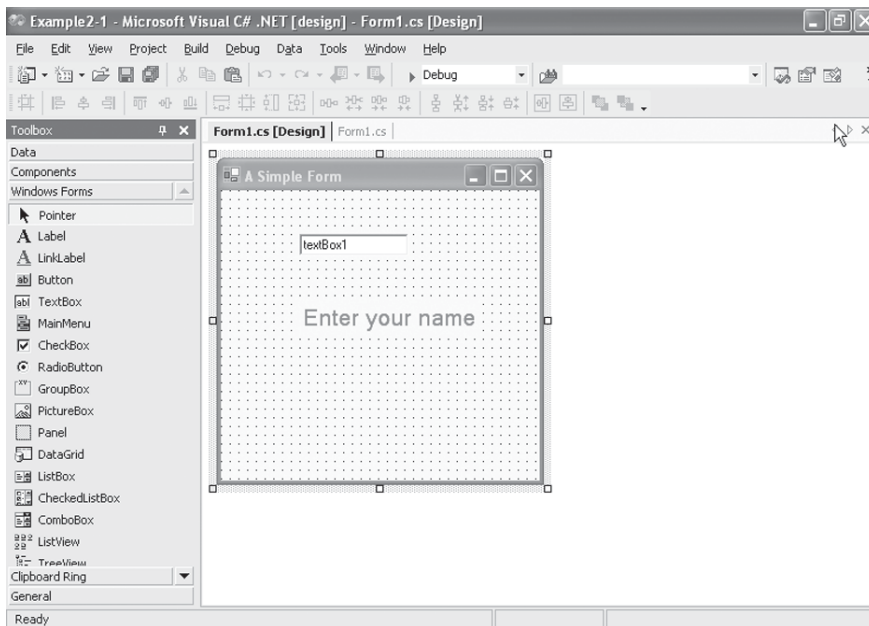 Example2-1 - Microsoft Visual C# .NET [design] - Form1.cs [Design]
File Edit View Project Build Debug Data Tools Window Help
Debug
Toolbox
Form1.cs [Design] Form1.cs
Data
Components
Windows Forms
Pointer
Label
LinkLabel
Button
TextBox
MainMenu
CheckBox
RadioButton
GroupBox
PictureBox
Panel
DataGrid
ListBox
CheckedListBox
ComboBox
ListView
TreeView
Clipboard Ring
General
A Simple Form
textBox1
Enter your name
Ready